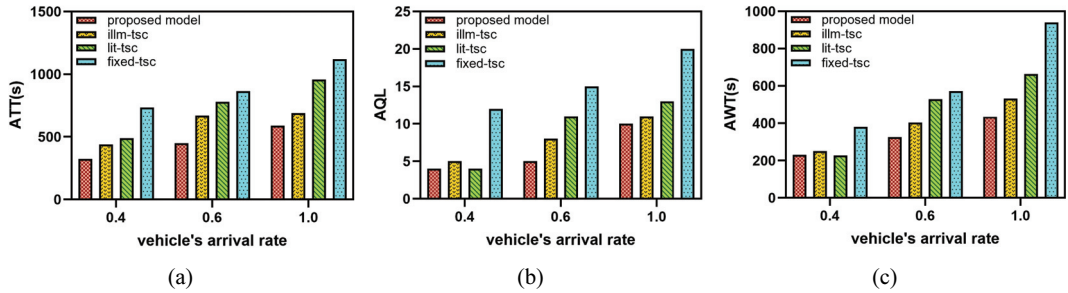 1500
1000
500
0
ATT(s)
proposed model
illm-tsc
lit-tsc
fixed-tsc
0.4
0.6
1.0
vehicle's arrival rate
(a)
25
20
15
10
5
0
AQL
proposed model
illm-tsc
lit-tsc
fixed-tsc
0.4
0.6
1.0
vehicle's arrival rate
(b)
1000
800
600
400
200
0
AWT(s)
proposed model
illm-tsc
lit-tsc
fixed-tsc
0.4
0.6
1.0
vehicle's arrival rate
(c)